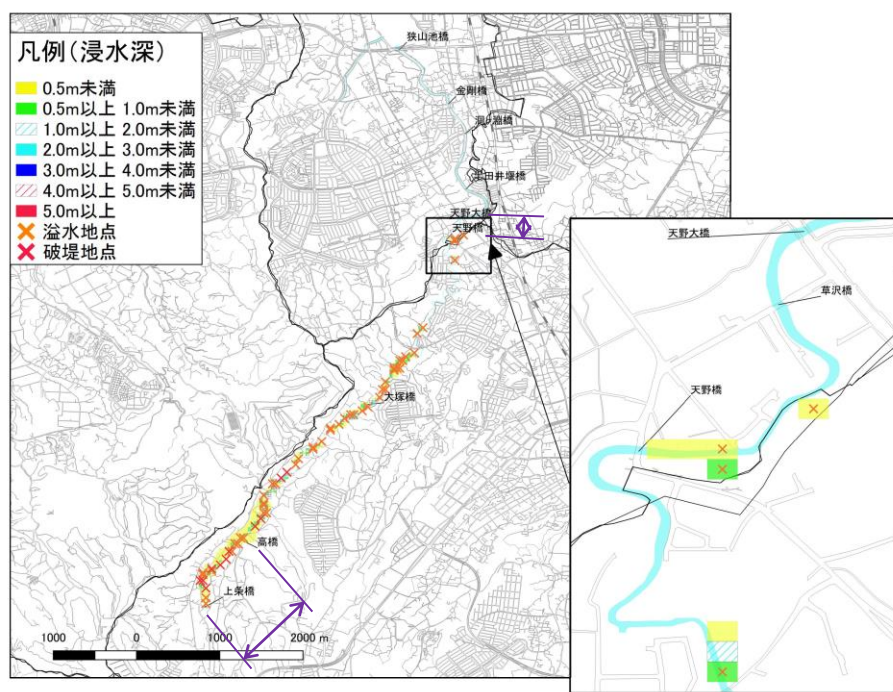 凡例(浸水深)
0.5m未満
0.5m以上 1.0m未満
1.0m以上 2.0m未満
2.0m以上 3.0m未満
3.0m以上 4.0m未満
4.0m以上 5.0m未満
5.0m以上
溢水地点
破堤地点
狭山池橋
金剛橋
天野大橋
天野橋
大塚橋
高橋
上条橋
1000 0 1000 2000 m
天野大橋
草沢橋
天野橋